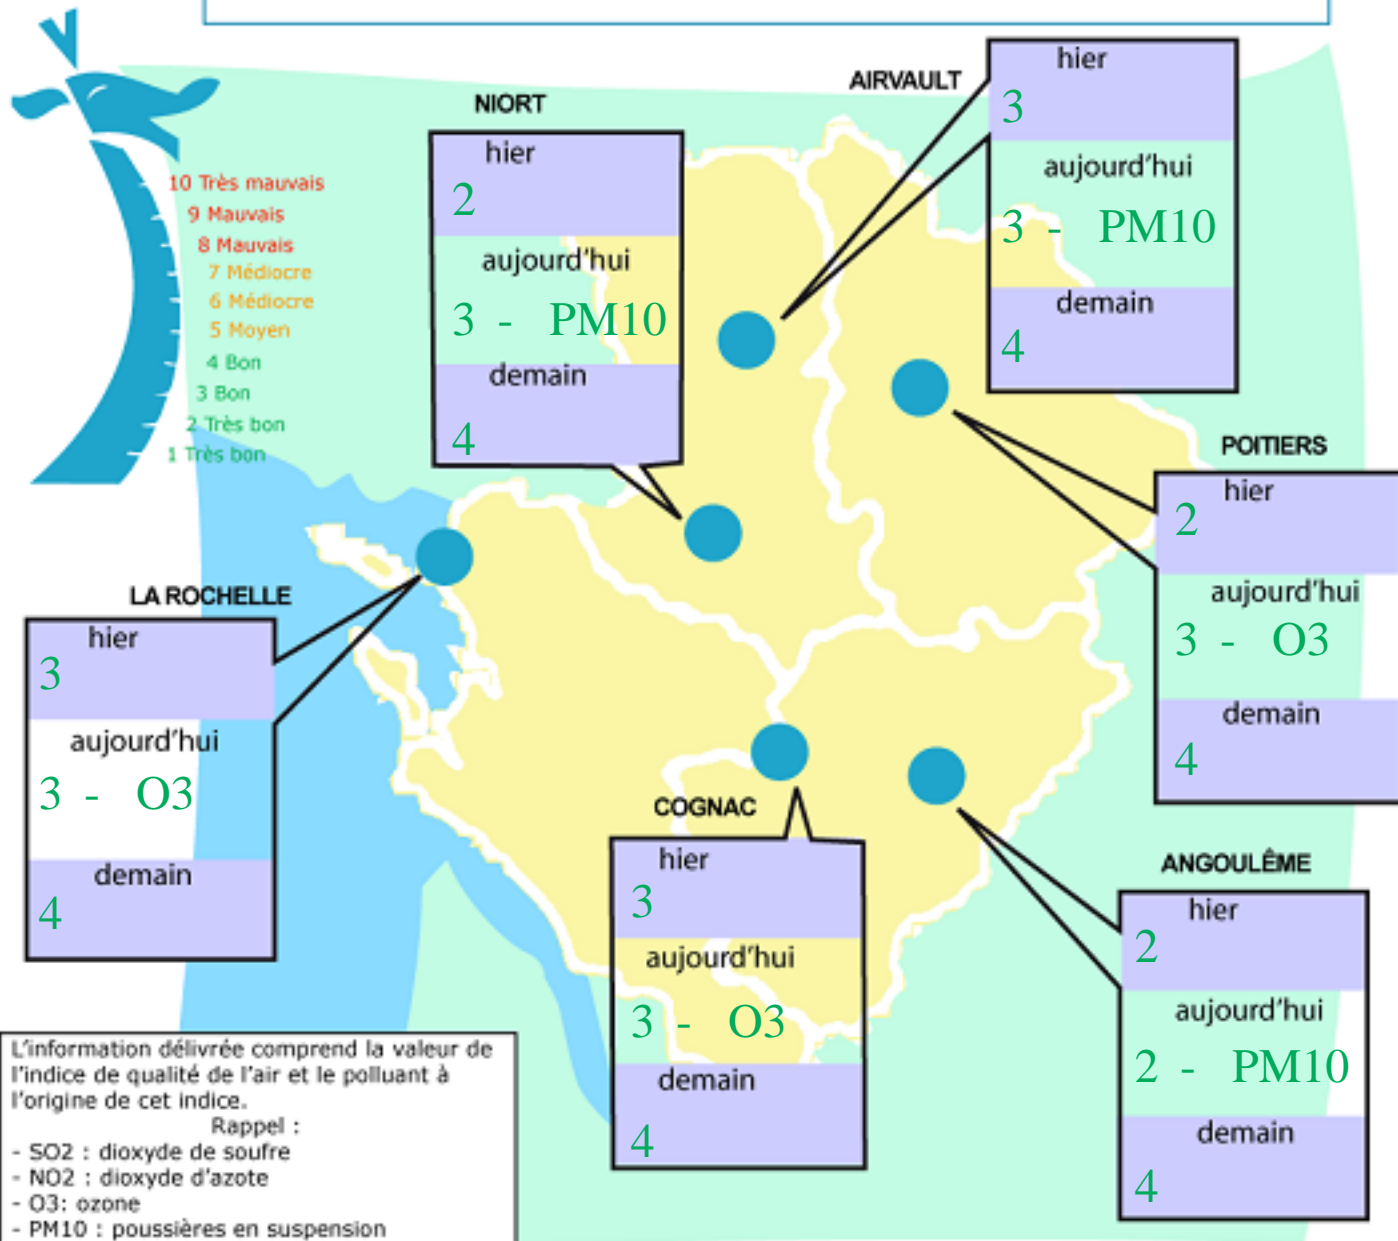 10 Très mauvais
9 Mauvais
8 Mauvais
7 Médiocre
6 Médiocre
5 Moyen
4 Bon
3 Bon
2 Très bon
1 Très bon
NIORT
hier
2
aujourd'hui
3 - PM10
demain
4
AIRVAULT
hier
3
aujourd'hui
3 - PM10
demain
4
POITIERS
hier
2
aujourd'hui
3 - O3
demain
4
LA ROCHELLE
hier
3
aujourd'hui
3 - O3
demain
4
COGNAC
hier
3
aujourd'hui
3 - O3
demain
4
ANGOULÊME
hier
2
aujourd'hui
2 - PM10
demain
4
L'information délivrée comprend la valeur de
l'indice de qualité de l'air et le polluant à
l'origine de cet indice.
Rappel :
- SO2 : dioxyde de soufre
- NO2 : dioxyde d'azote
- O3: ozone
- PM10 : poussières en suspension